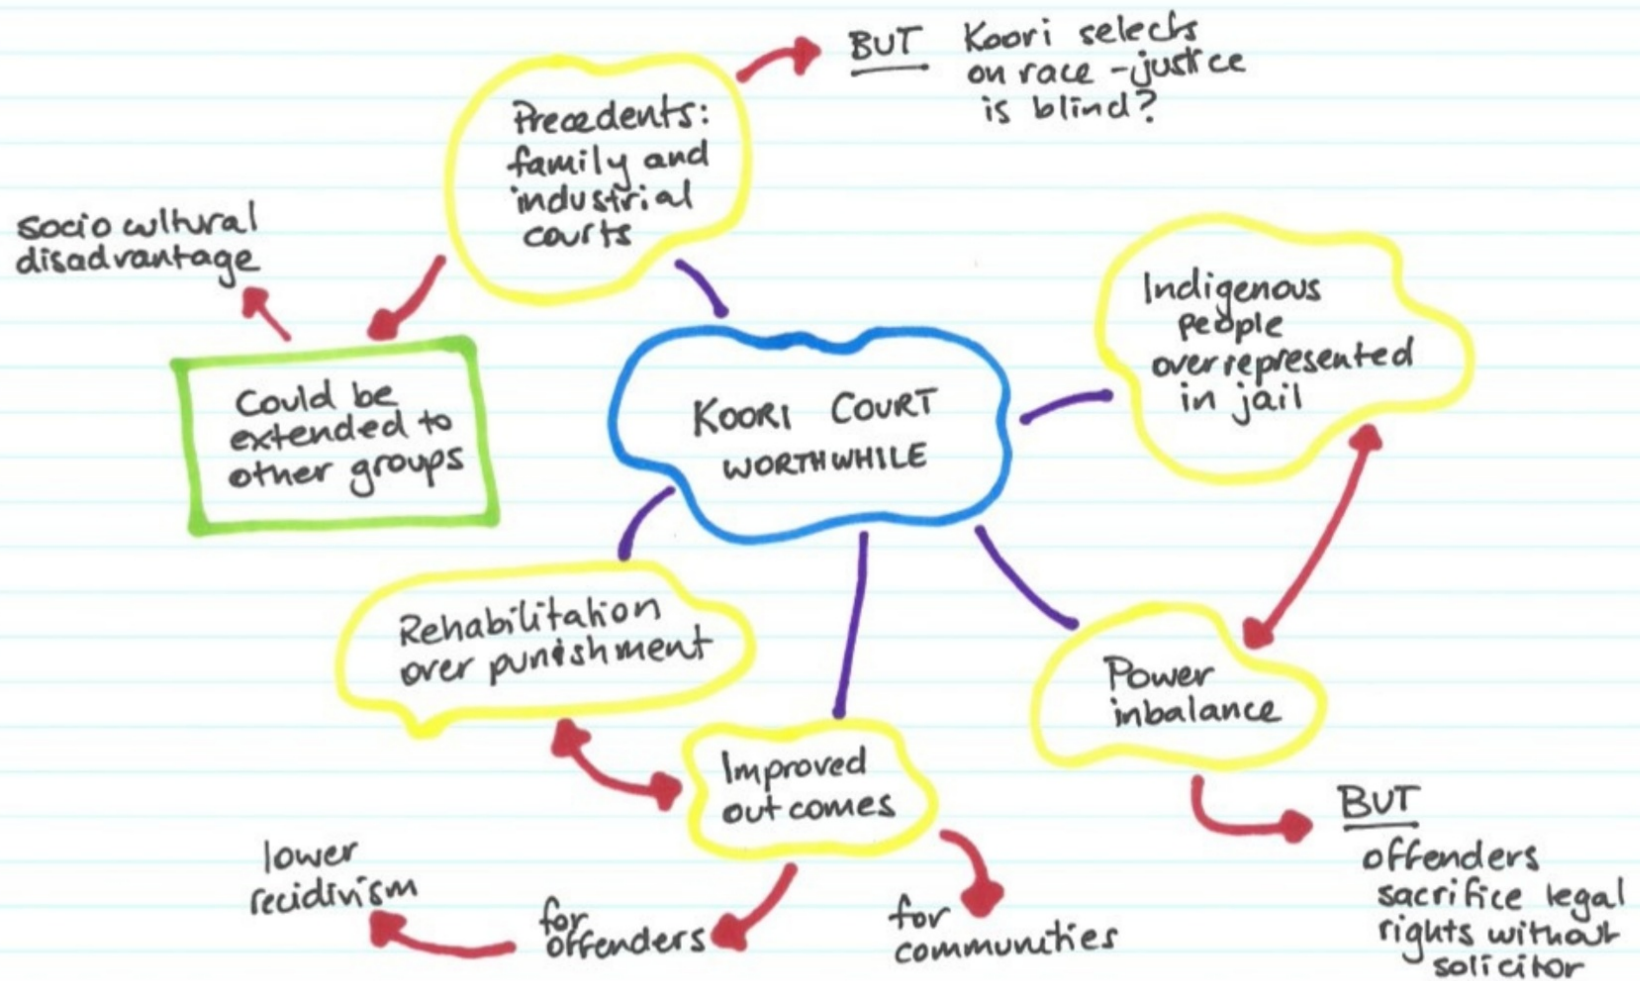 BUT Koori selects
on race - justice
is blind?
Precedents:
family and
industrial
courts
socio cultural
disadvantage
Could be
extended to
other groups
KOORI COURT
WORTHWHILE
Indigenous
people
overrepresented
in jail
Rehabilitation
over punishment
Improved
outcomes
Power
inbalance
BUT
offenders
sacrifice legal
rights without
solicitor
lower
recidivism
for
offenders
for
communities